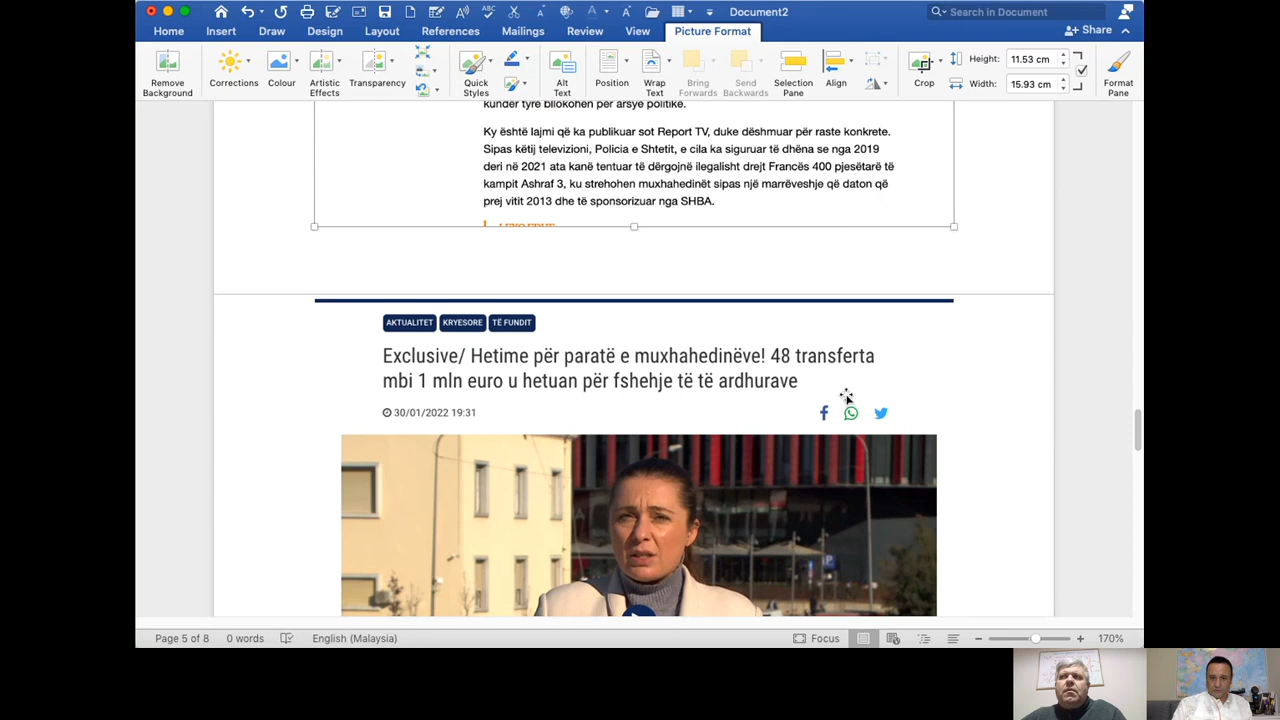 Document2
Search in Document
Home Insert Draw Design Layout References Mailings Review View Picture Format Share
Remove Background
Corrections
Colour
Artistic Effects
Transparency
Quick Styles
Alt Text
Position
Wrap Text
Bring Forwards
Send Backwards
Selection Pane
Align
Crop
Height: 11.53 cm
Width: 15.93 cm
Format Pane
kundër tyre bllokohen për arsye politike.
Ky është lajmi që ka publikuar sot Report TV, duke dëshmuar për raste konkrete.
Sipas këtij televizioni, Policia e Shtetit, e cila ka siguruar të dhëna se nga 2019
deri në 2021 ata kanë tentuar të dërgojnë ilegalisht drejt Francës 400 pjesëtarë të
kampit Ashraf 3, ku strehohen muxhahedinët sipas një marrëveshje që daton që
prej vitit 2013 dhe të sponsorizuar nga SHBA.
LEXO EDHE
AKTUALITET KRYESORE TË FUNDIT
Exclusive/ Hetime për paratë e muxhahedinëve! 48 transferta
mbi 1 mln euro u hetuan për fshehje të të ardhurave
30/01/2022 19:31
Page 5 of 8 0 words English (Malaysia) Focus 170%